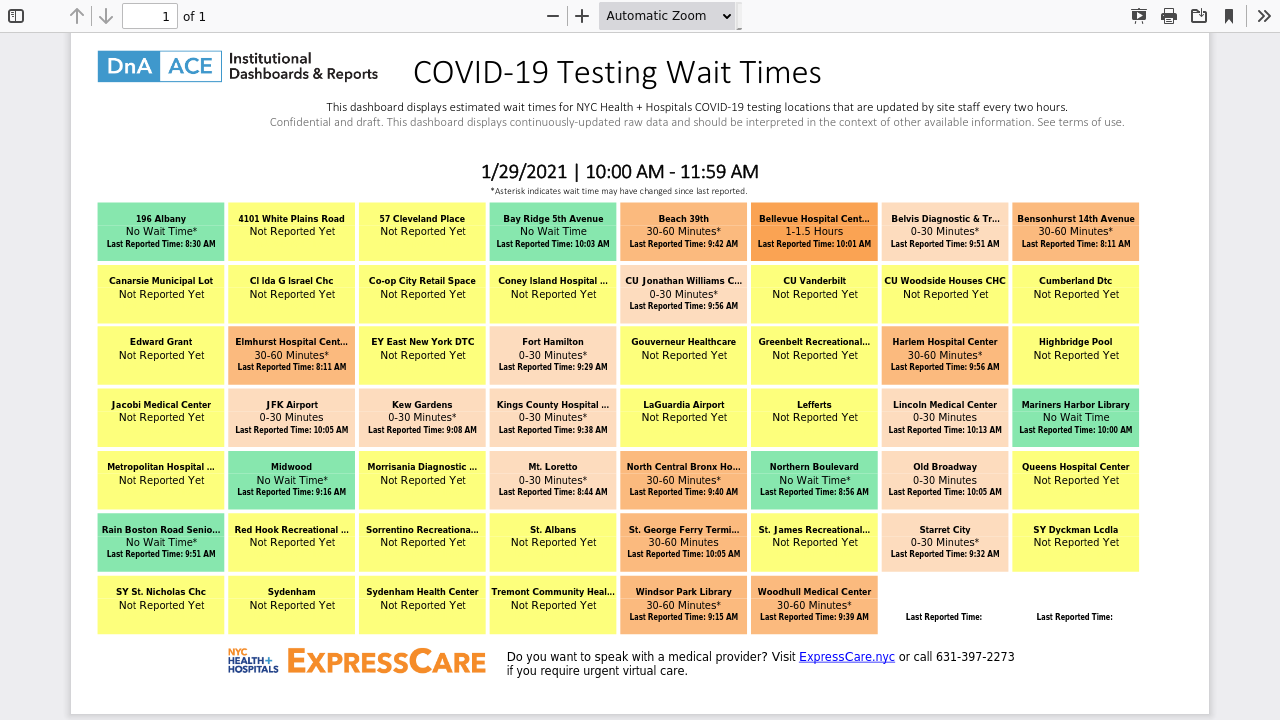 1 of 1 Automatic Zoom
DnA ACE Institutional Dashboards & Reports
COVID-19 Testing Wait Times
This dashboard displays estimated wait times for NYC Health + Hospitals COVID-19 testing locations that are updated by site staff every two hours.
Confidential and draft. This dashboard displays continuously-updated raw data and should be interpreted in the context of other available information. See terms of use.
1/29/2021 | 10:00 AM - 11:59 AM
*Asterisk indicates wait time may have changed since last reported.
196 Albany
No Wait Time*
Last Reported Time: 8:30 AM
4101 White Plains Road
Not Reported Yet
57 Cleveland Place
Not Reported Yet
Bay Ridge 5th Avenue
No Wait Time
Last Reported Time: 10:03 AM
Beach 39th
30-60 Minutes*
Last Reported Time: 9:42 AM
Bellevue Hospital Cent...
1-1.5 Hours
Last Reported Time: 10:01 AM
Belvis Diagnostic & Tr...
0-30 Minutes*
Last Reported Time: 9:51 AM
Bensonhurst 14th Avenue
30-60 Minutes*
Last Reported Time: 8:11 AM
Canarsie Municipal Lot
Not Reported Yet
CI Ida G Israel Chc
Not Reported Yet
Co-op City Retail Space
Not Reported Yet
Coney Island Hospital ...
Not Reported Yet
CU Jonathan Williams C...
0-30 Minutes*
Last Reported Time: 9:56 AM
CU Vanderbilt
Not Reported Yet
CU Woodside Houses CHC
Not Reported Yet
Cumberland Dtc
Not Reported Yet
Edward Grant
Not Reported Yet
Elmhurst Hospital Cent...
30-60 Minutes*
Last Reported Time: 8:11 AM
EY East New York DTC
Not Reported Yet
Fort Hamilton
0-30 Minutes*
Last Reported Time: 9:29 AM
Gouverneur Healthcare
Not Reported Yet
Greenbelt Recreational...
Not Reported Yet
Harlem Hospital Center
30-60 Minutes*
Last Reported Time: 9:56 AM
Highbridge Pool
Not Reported Yet
Jacobi Medical Center
Not Reported Yet
JFK Airport
0-30 Minutes
Last Reported Time: 10:05 AM
Kew Gardens
0-30 Minutes*
Last Reported Time: 9:08 AM
Kings County Hospital ...
0-30 Minutes*
Last Reported Time: 9:38 AM
LaGuardia Airport
Not Reported Yet
Lefferts
Not Reported Yet
Lincoln Medical Center
0-30 Minutes
Last Reported Time: 10:13 AM
Mariners Harbor Library
No Wait Time
Last Reported Time: 10:00 AM
Metropolitan Hospital ...
Not Reported Yet
Midwood
No Wait Time*
Last Reported Time: 9:16 AM
Morrisania Diagnostic ...
Not Reported Yet
Mt. Loretto
0-30 Minutes*
Last Reported Time: 8:44 AM
North Central Bronx Ho...
30-60 Minutes*
Last Reported Time: 9:40 AM
Northern Boulevard
No Wait Time*
Last Reported Time: 8:56 AM
Old Broadway
0-30 Minutes
Last Reported Time: 10:05 AM
Queens Hospital Center
Not Reported Yet
Rain Boston Road Senio...
No Wait Time*
Last Reported Time: 9:51 AM
Red Hook Recreational ...
Not Reported Yet
Sorrentino Recreationa...
Not Reported Yet
St. Albans
Not Reported Yet
St. George Ferry Termi...
30-60 Minutes
Last Reported Time: 10:05 AM
St. James Recreational...
Not Reported Yet
Starret City
0-30 Minutes*
Last Reported Time: 9:32 AM
SY Dyckman Lcdla
Not Reported Yet
SY St. Nicholas Chc
Not Reported Yet
Sydenham
Not Reported Yet
Sydenham Health Center
Not Reported Yet
Tremont Community Heal...
Not Reported Yet
Windsor Park Library
30-60 Minutes*
Last Reported Time: 9:15 AM
Woodhull Medical Center
30-60 Minutes*
Last Reported Time: 9:39 AM
Last Reported Time:
Last Reported Time:
NYC
HEALTH+
HOSPITALS
EXPRESSCARE
Do you want to speak with a medical provider? Visit ExpressCare.nyc or call 631-397-2273
if you require urgent virtual care.